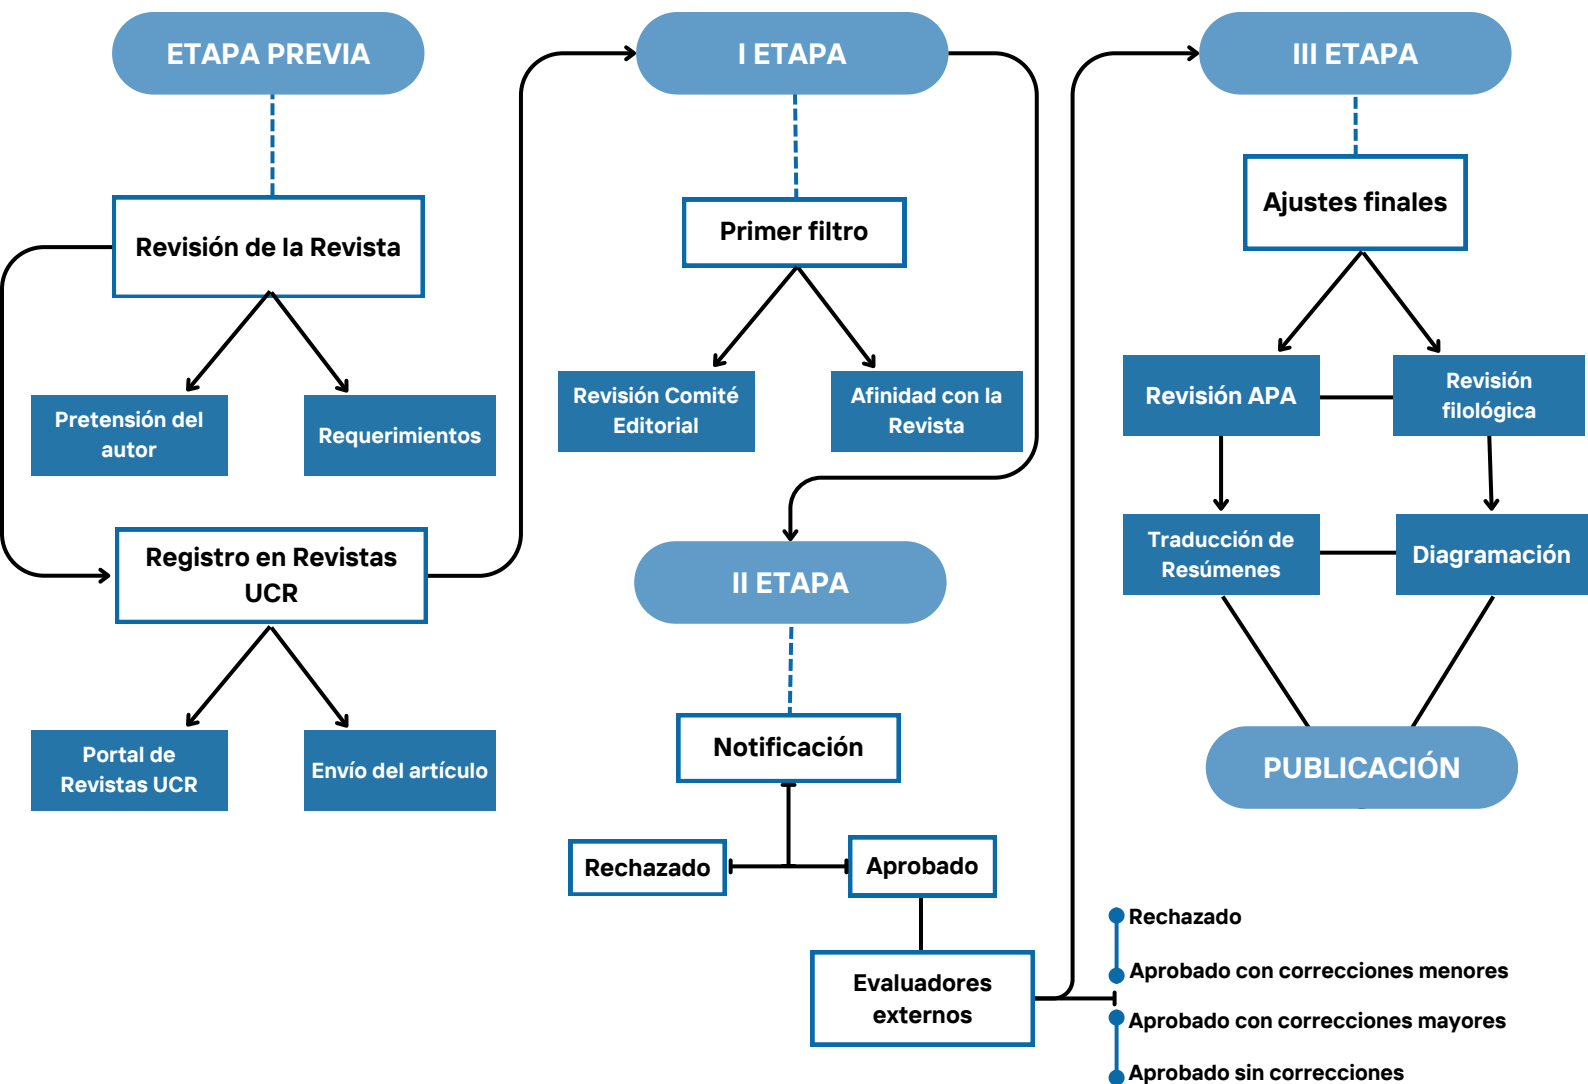 ETAPA PREVIA
Revisión de la Revista
Pretensión del
autor
Requerimientos
Registro en Revistas
UCR
Portal de
Revistas UCR
Envío del artículo
I ETAPA
Primer filtro
Revisión Comité
Editorial
Afinidad con la
Revista
II ETAPA
Notificación
Rechazado
Aprobado
Evaluadores
externos
Rechazado
Aprobado con correcciones menores
Aprobado con correcciones mayores
Aprobado sin correcciones
III ETAPA
Ajustes finales
Revisión APA
Revisión
filológica
Traducción de
Resúmenes
Diagramación
PUBLICACIÓN